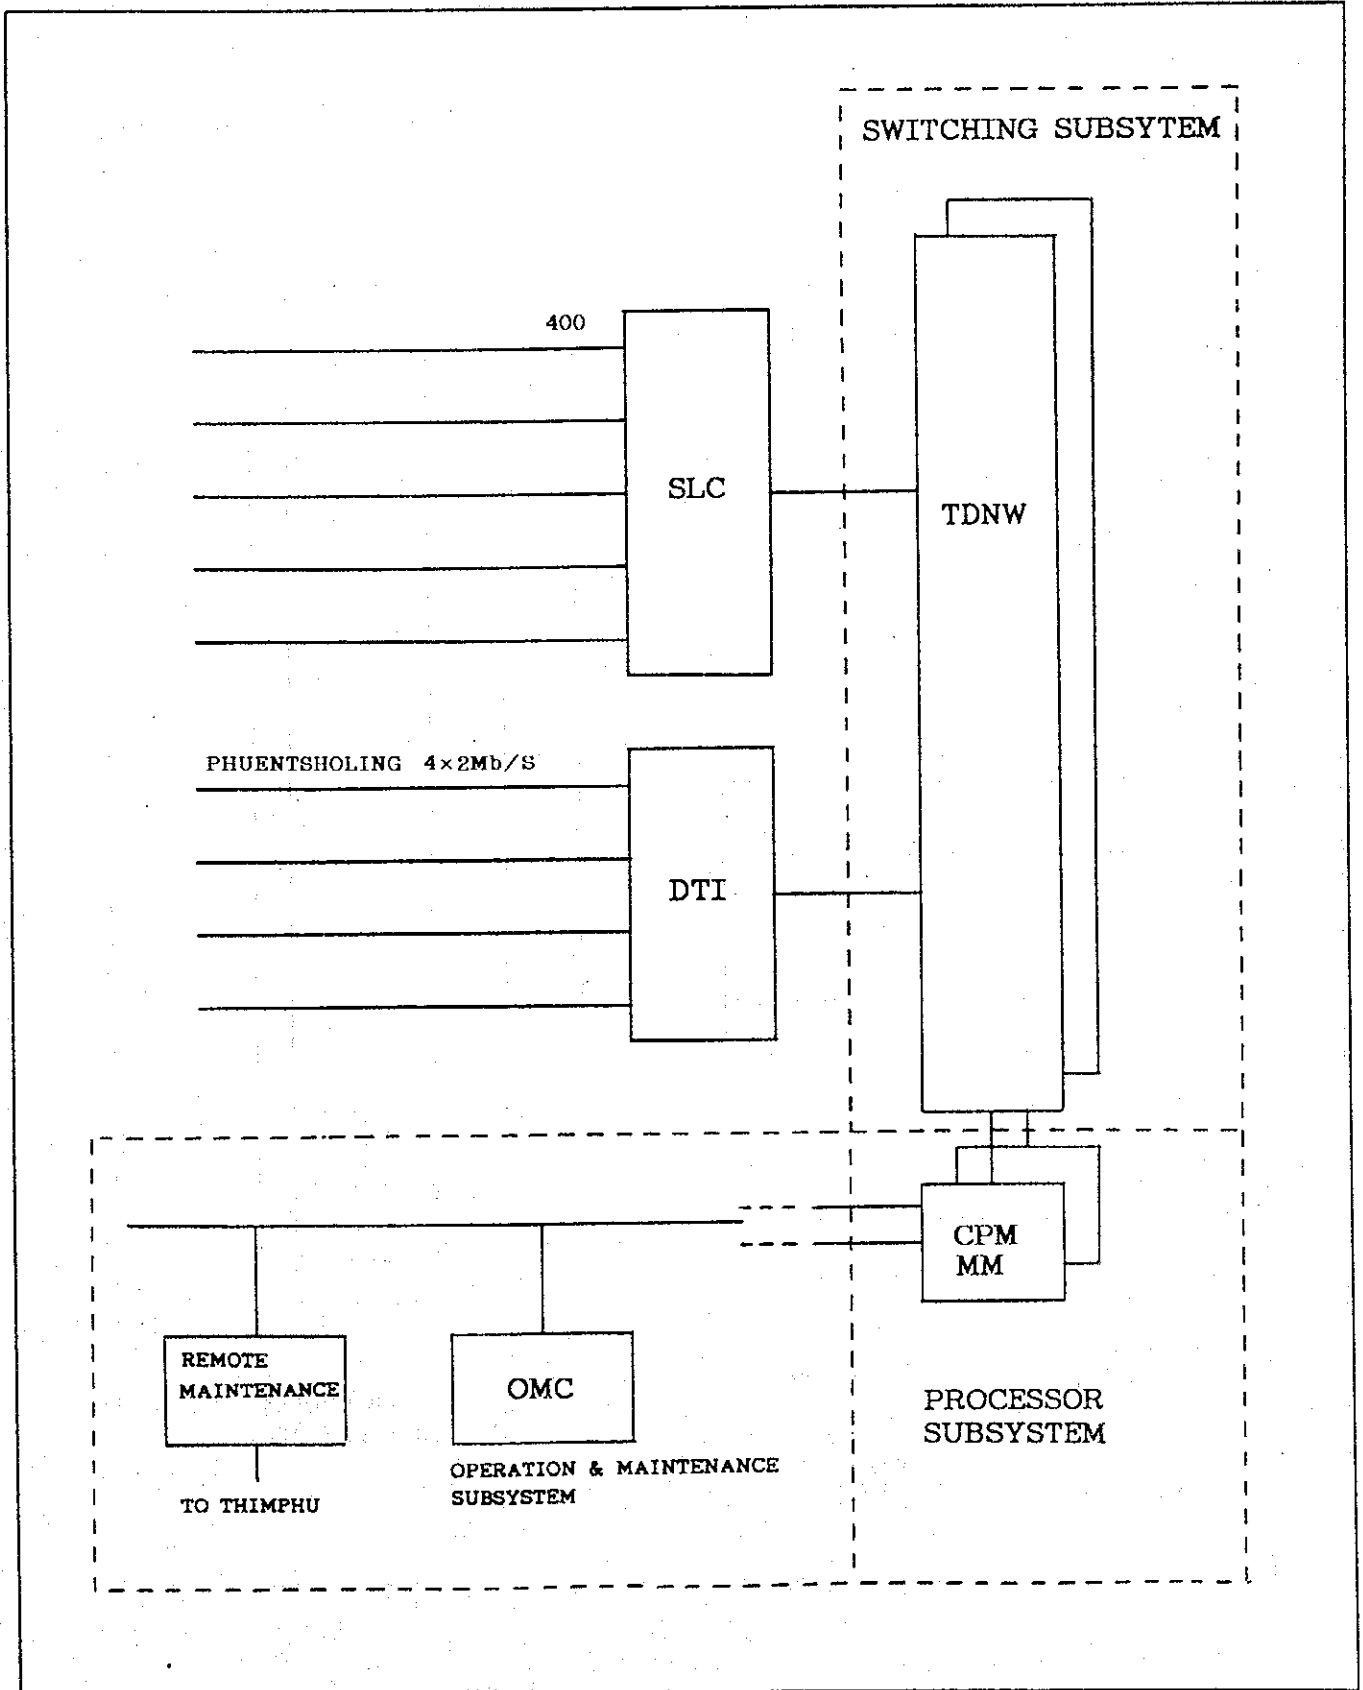 SWITCHING SUBSYTEM
400
SLC
TDNW
PHUENTSHOLING 4×2Mb/S
DTI
CPM
MM
REMOTE
MAINTENANCE
OMC
PROCESSOR
SUBSYSTEM
OPERATION & MAINTENANCE
SUBSYSTEM
TO THIMPHU